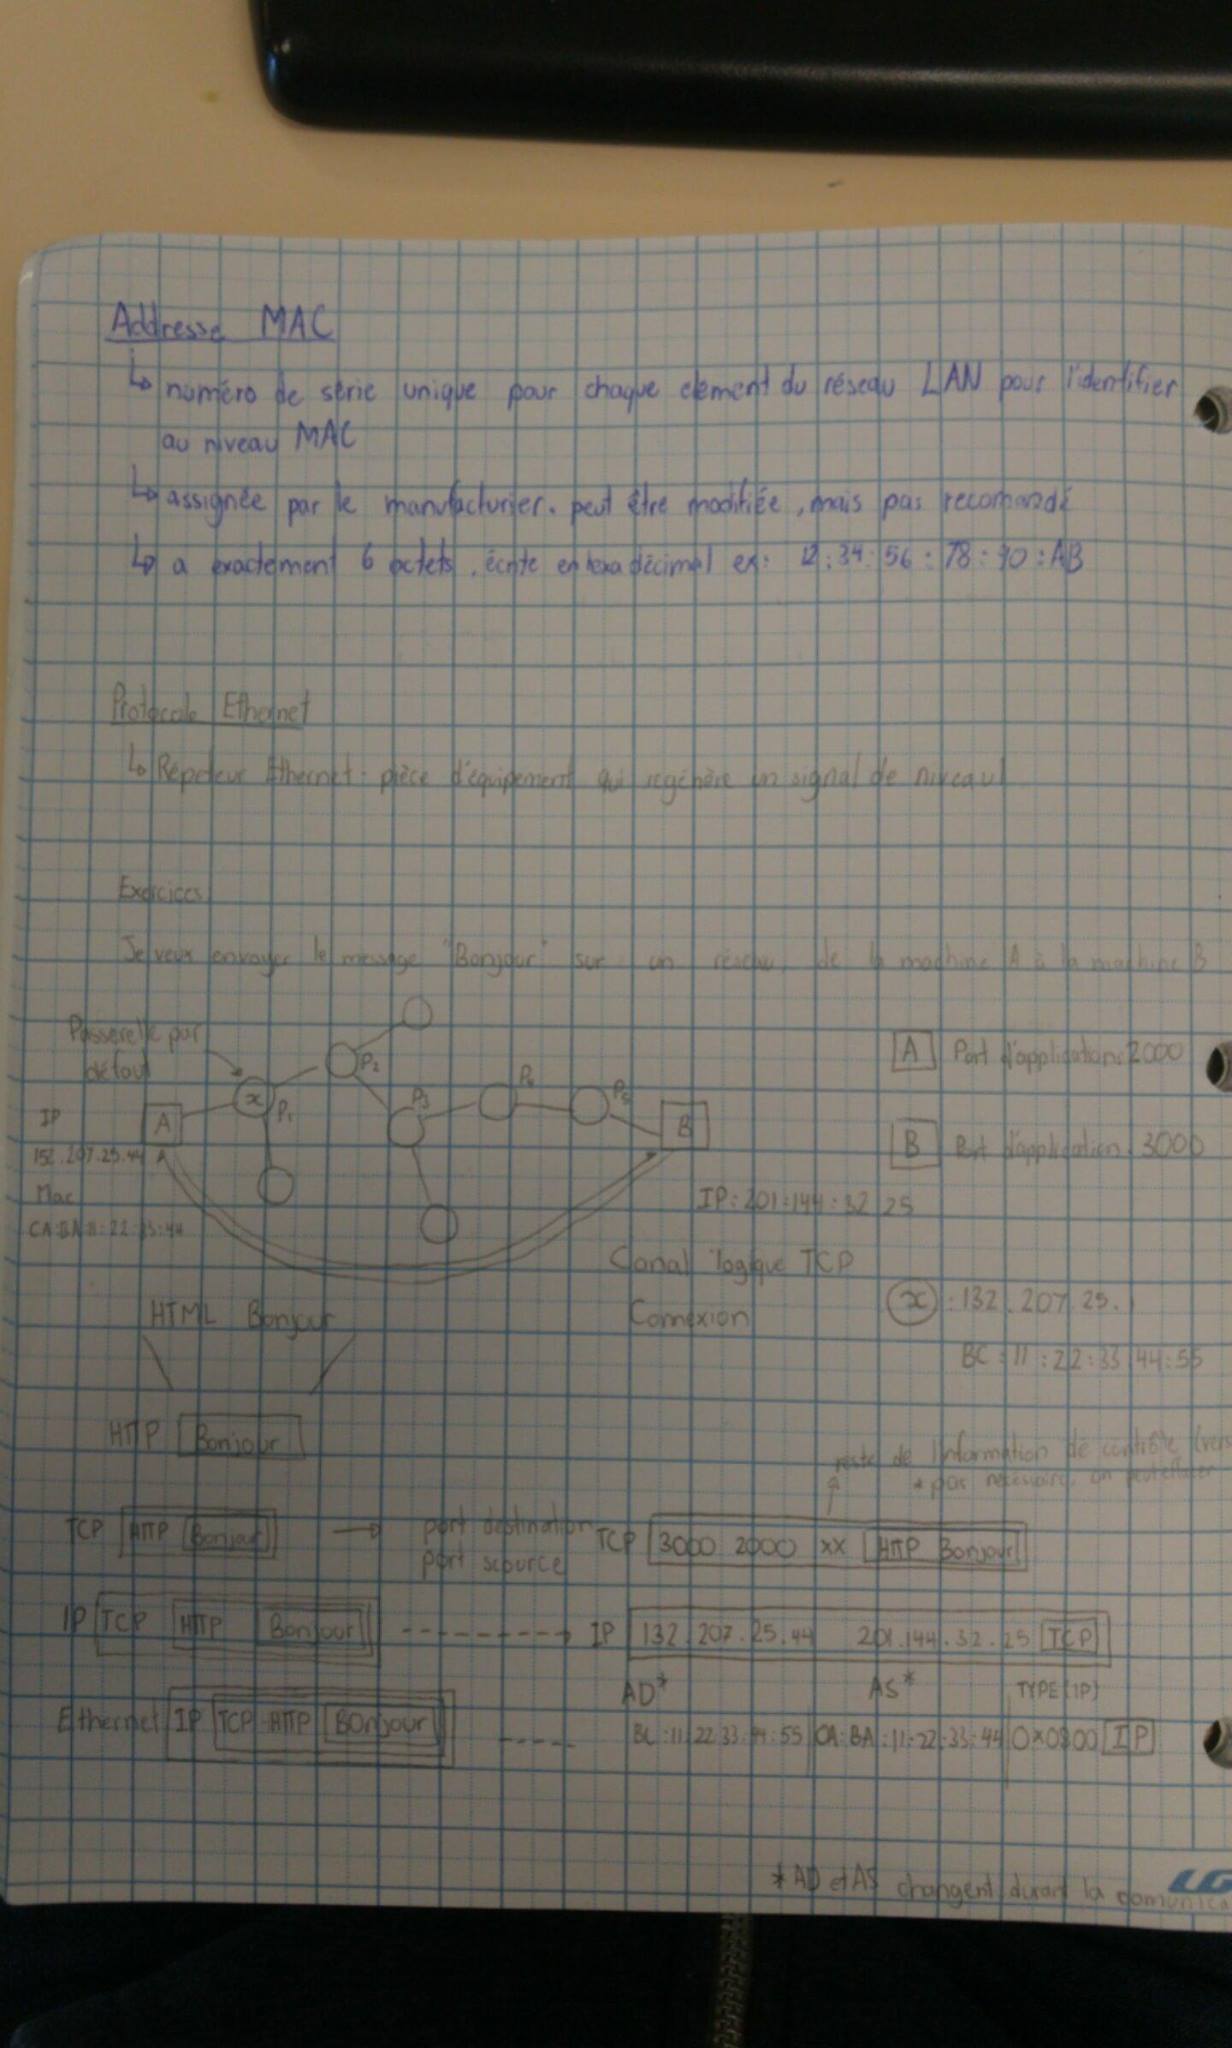 Addresse MAC
↳ numéro de série unique pour chaque élement du réseau LAN pour l'identifier
au niveau MAC
↳ assignée par le manufacturier. peut être modifiée, mais pas recomandé
↳ a exactement 6 octets. écrite en hexadécimal ex: 12:34:56:78:90:AB
Protocole Ethernet
↳ Répeteur Ethernet: pièce d'équipement qui regénère un signal de niveau 1
Exercices
Je veux envoyer le message "Bonjour" sur un réseau, de la machine A à la machine B
Passerelle par
défaut
x
P1
P2
P3
P4
P5
A
B
IP
132.207.25.44
Mac
CA:BA:11:22:33:44
A Port d'application: 2000
B Port d'application: 3000
IP: 201:144:32 25
Canal logique TCP
Connexion
x : 132.207.25.1
BC:11:22:33:44:55
HTML Bonjour
HTTP Bonjour
reste de l'information de contrôle (vers
* pas nécessaire, on peut
TCP HTTP Bonjour → port destination
port source
TCP 3000 2000 xx HTTP Bonjour
IP TCP HTTP Bonjour
IP 132.207.25.44 201.144.32.25 TCP
AD* AS* TYPE(IP)
Ethernet IP TCP HTTP Bonjour
BC:11:22:33:44:55 CA:BA:11:22:33:44 0x0800 IP
* AD et AS changent durant la comunica
LG